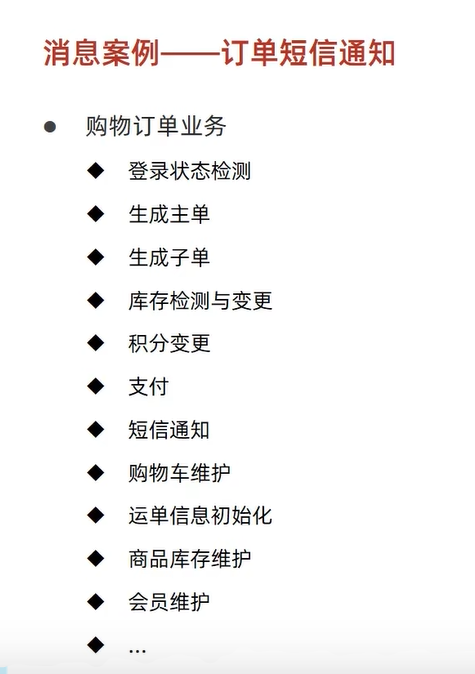 消息案例——订单短信通知
● 购物订单业务
◆ 登录状态检测
◆ 生成主单
◆ 生成子单
◆ 库存检测与变更
◆ 积分变更
◆ 支付
◆ 短信通知
◆ 购物车维护
◆ 运单信息初始化
◆ 商品库存维护
◆ 会员维护
◆ ...